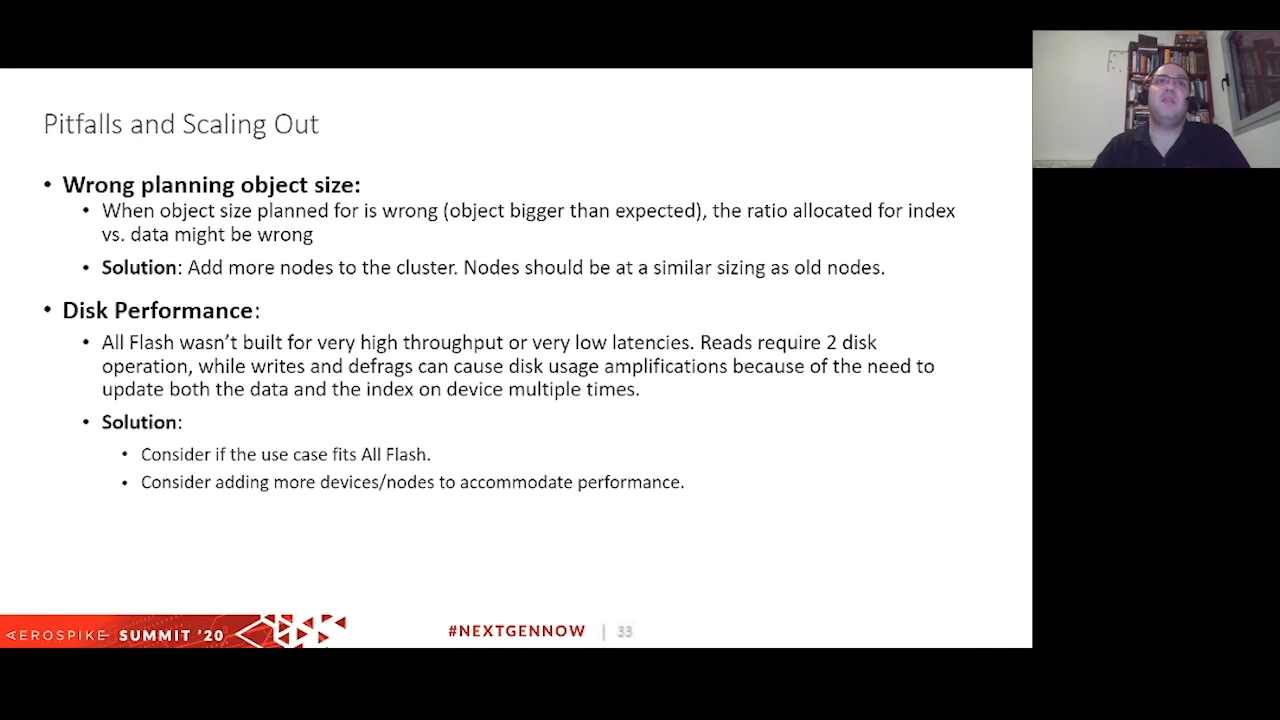 Pitfalls and Scaling Out
• Wrong planning object size:
• When object size planned for is wrong (object bigger than expected), the ratio allocated for index
vs. data might be wrong
• Solution: Add more nodes to the cluster. Nodes should be at a similar sizing as old nodes.
• Disk Performance:
• All Flash wasn't built for very high throughput or very low latencies. Reads require 2 disk
operation, while writes and defrags can cause disk usage amplifications because of the need to
update both the data and the index on device multiple times.
• Solution:
• Consider if the use case fits All Flash.
• Consider adding more devices/nodes to accommodate performance.
AEROSPIKE SUMMIT '20
#NEXTGENNOW | 33